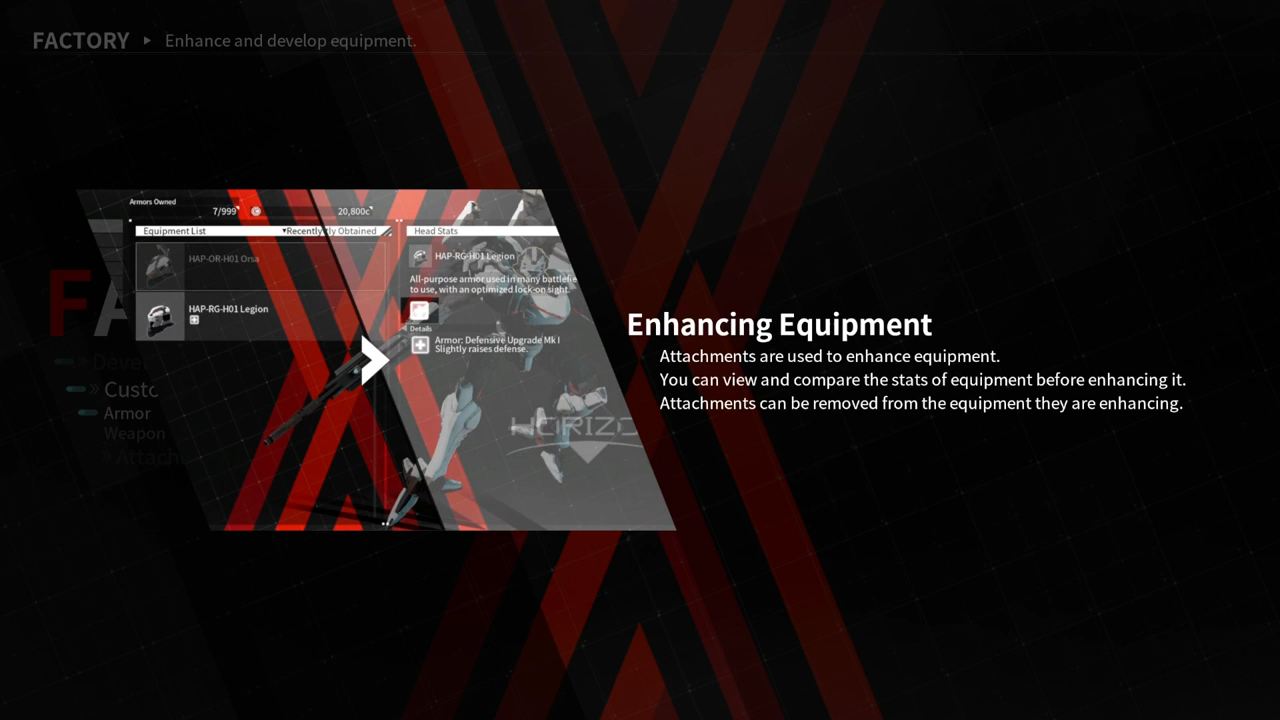 FACTORY ▶ Enhance and develop equipment.
Armors Owned
7/999 20,800c
Equipment List ▼Recently Obtained
Head Stats
HAP-OR-H01 Orsa
HAP-RG-H01 Legion
HAP-RG-H01 Legion
All-purpose armor used in many battlefie
to use, with an optimized lock-on sight.
Details
Armor: Defensive Upgrade Mk I
Slightly raises defense.
FA
Devel
Custo
Armor
Weapon
Attach
HORIZO
Enhancing Equipment
Attachments are used to enhance equipment.
You can view and compare the stats of equipment before enhancing it.
Attachments can be removed from the equipment they are enhancing.